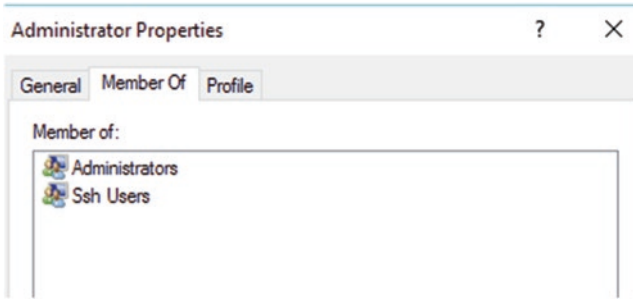 Administrator Properties ? ×
General Member Of Profile
Member of:
Administrators
Ssh Users